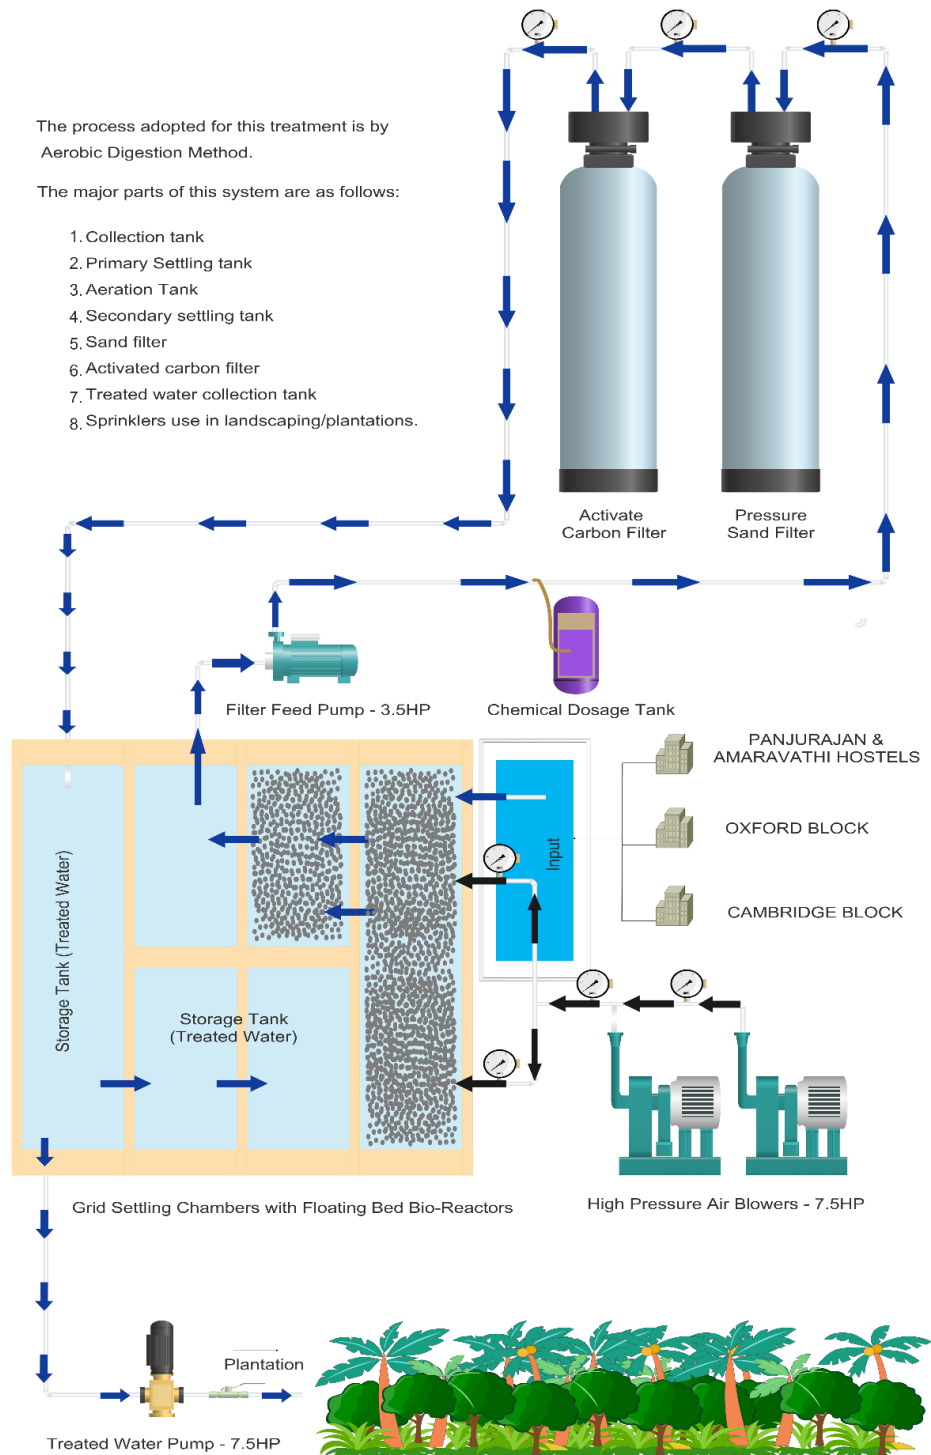 The process adopted for this treatment is by
Aerobic Digestion Method.
The major parts of this system are as follows:
1. Collection tank
2. Primary Settling tank
3. Aeration Tank
4. Secondary settling tank
5. Sand filter
6. Activated carbon filter
7. Treated water collection tank
8. Sprinklers use in landscaping/plantations.
Activate
Carbon Filter
Pressure
Sand Filter
Filter Feed Pump - 3.5HP
Chemical Dosage Tank
PANJURAJAN &
AMARAVATHI HOSTELS
OXFORD BLOCK
CAMBRIDGE BLOCK
Input
Storage Tank (Treated Water)
Storage Tank
(Treated Water)
Grid Settling Chambers with Floating Bed Bio-Reactors
High Pressure Air Blowers - 7.5HP
Plantation
Treated Water Pump - 7.5HP